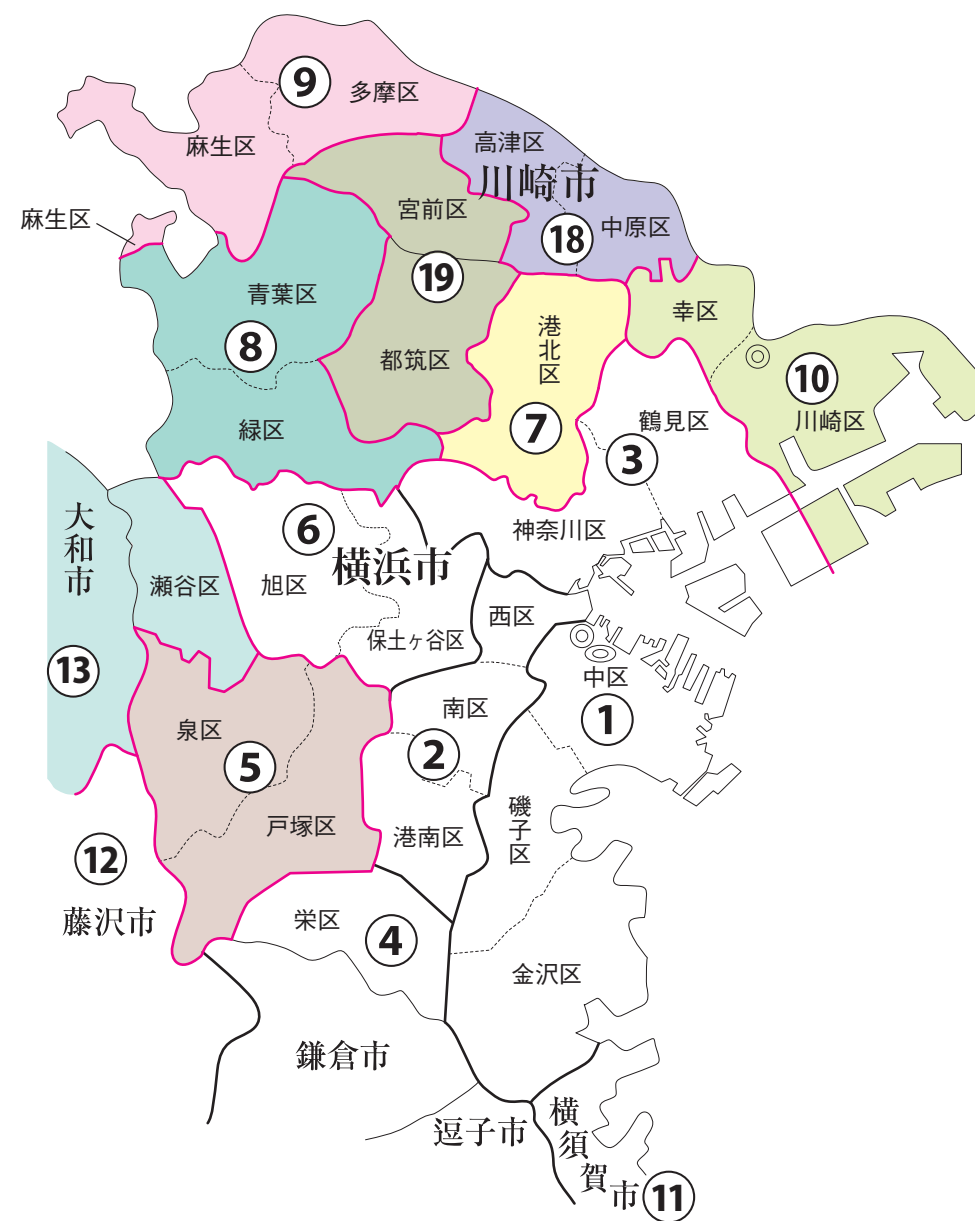 9
多摩区
麻生区
高津区
川崎市
麻生区
宮前区
18
中原区
19
青葉区
8
都筑区
港北区
7
幸区
10
川崎区
緑区
鶴見区
3
6
横浜市
神奈川区
大和市
瀬谷区
旭区
保土ヶ谷区
西区
13
中区
1
泉区
5
南区
2
戸塚区
港南区
磯子区
12
藤沢市
栄区
4
金沢区
鎌倉市
逗子市
横須賀市
11